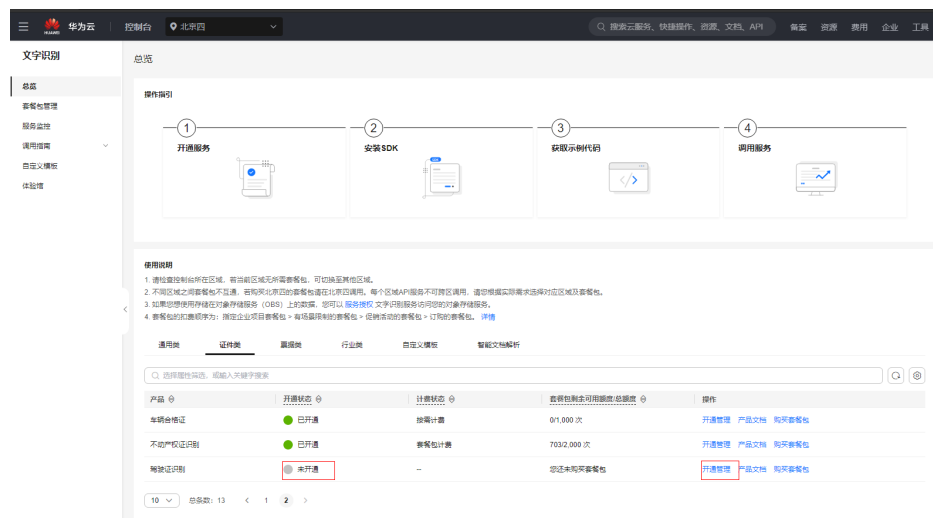 HUAWEI 华为云 控制台 北京四 搜索云服务、快捷操作、资源、文档、API 备案 资源 费用 企业 工具
文字识别
总览
套餐包管理
服务监控
调用指南
自定义模板
体验馆
总览
操作指引
1 2 3 4
开通服务 安装SDK 获取示例代码 调用服务
使用说明
1. 请检查控制台所在区域，若当前区域无所需套餐包，可切换至其他区域。
2. 不同区域之间套餐包不互通，若购买北京四的套餐包请在北京四调用。每个区域API服务不可跨区调用，请您根据实际需求选择对应区域及套餐包。
3. 如果您想使用存储在对象存储服务（OBS）上的数据，您可以 服务授权 文字识别服务访问您的对象存储服务。
4. 套餐包的扣费顺序为：指定企业项目套餐包 > 有场景限制的套餐包 > 促销活动的套餐包 > 订购的套餐包。 详情
通用类 证件类 票据类 行业类 自定义模板 智能文档解析
选择属性筛选，或输入关键字搜索
产品 开通状态 计费状态 套餐包剩余可用额度/总额度 操作
车辆合格证 已开通 按需计费 0/1,000 次 开通管理 产品文档 购买套餐包
不动产权证识别 已开通 套餐包计费 703/2,000 次 开通管理 产品文档 购买套餐包
驾驶证识别 未开通 -- 您还未购买套餐包 开通管理 产品文档 购买套餐包
10 总条数：13 < 1 2 >